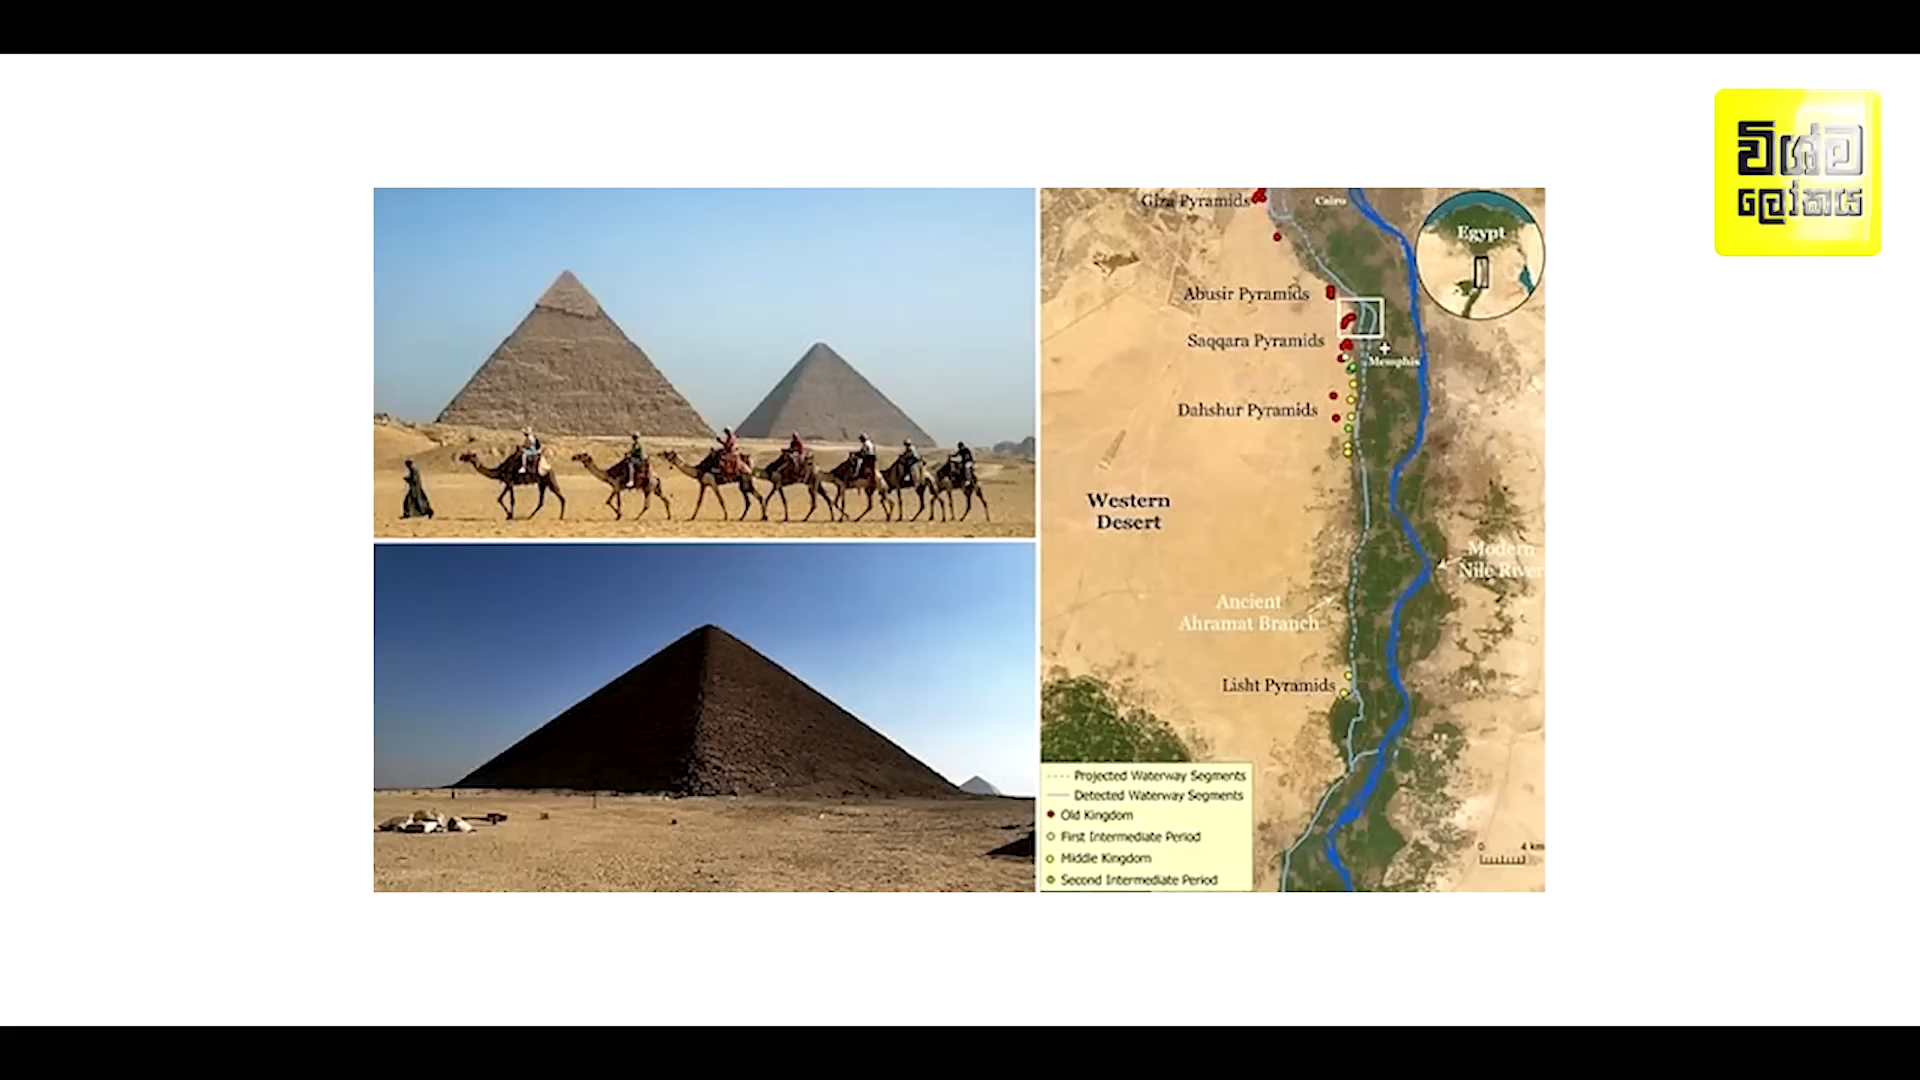 විශ්ම
ලෝකය
Giza Pyramids
Cairo
Egypt
Abusir Pyramids
Saqqara Pyramids
Memphis
Dahshur Pyramids
Western
Desert
Modern
Nile River
Ancient
Ahramat Branch
Lisht Pyramids
Projected Waterway Segments
Detected Waterway Segments
Old Kingdom
First Intermediate Period
Middle Kingdom
Second Intermediate Period
0 4 km